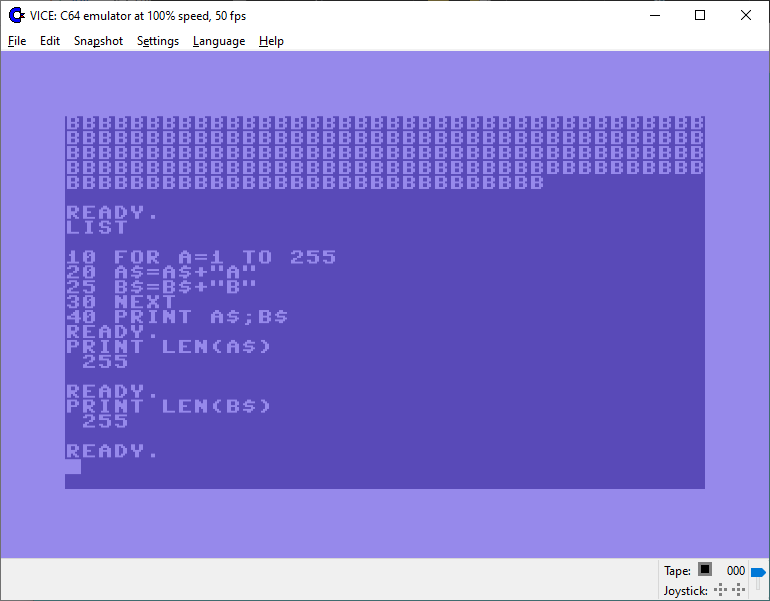 VICE: C64 emulator at 100% speed, 50 fps
File Edit Snapshot Settings Language Help
BBBBBBBBBBBBBBBBBBBBBBBBBBBBBBBBBBBBBBBB
BBBBBBBBBBBBBBBBBBBBBBBBBBBBBBBBBBBBBBBB
BBBBBBBBBBBBBBBBBBBBBBBBBBBBBBBBBBBBBBBB
BBBBBBBBBBBBBBBBBBBBBBBBBBBBBBBBBBBBBBBB
BBBBBBBBBBBBBBBBBBBBBBBBBBBBBB
READY.
LIST
10 FOR A=1 TO 255
20 A$=A$+"A"
25 B$=B$+"B"
30 NEXT
40 PRINT A$;B$
READY.
PRINT LEN(A$)
255
READY.
PRINT LEN(B$)
255
READY.
Tape: 000
Joystick: